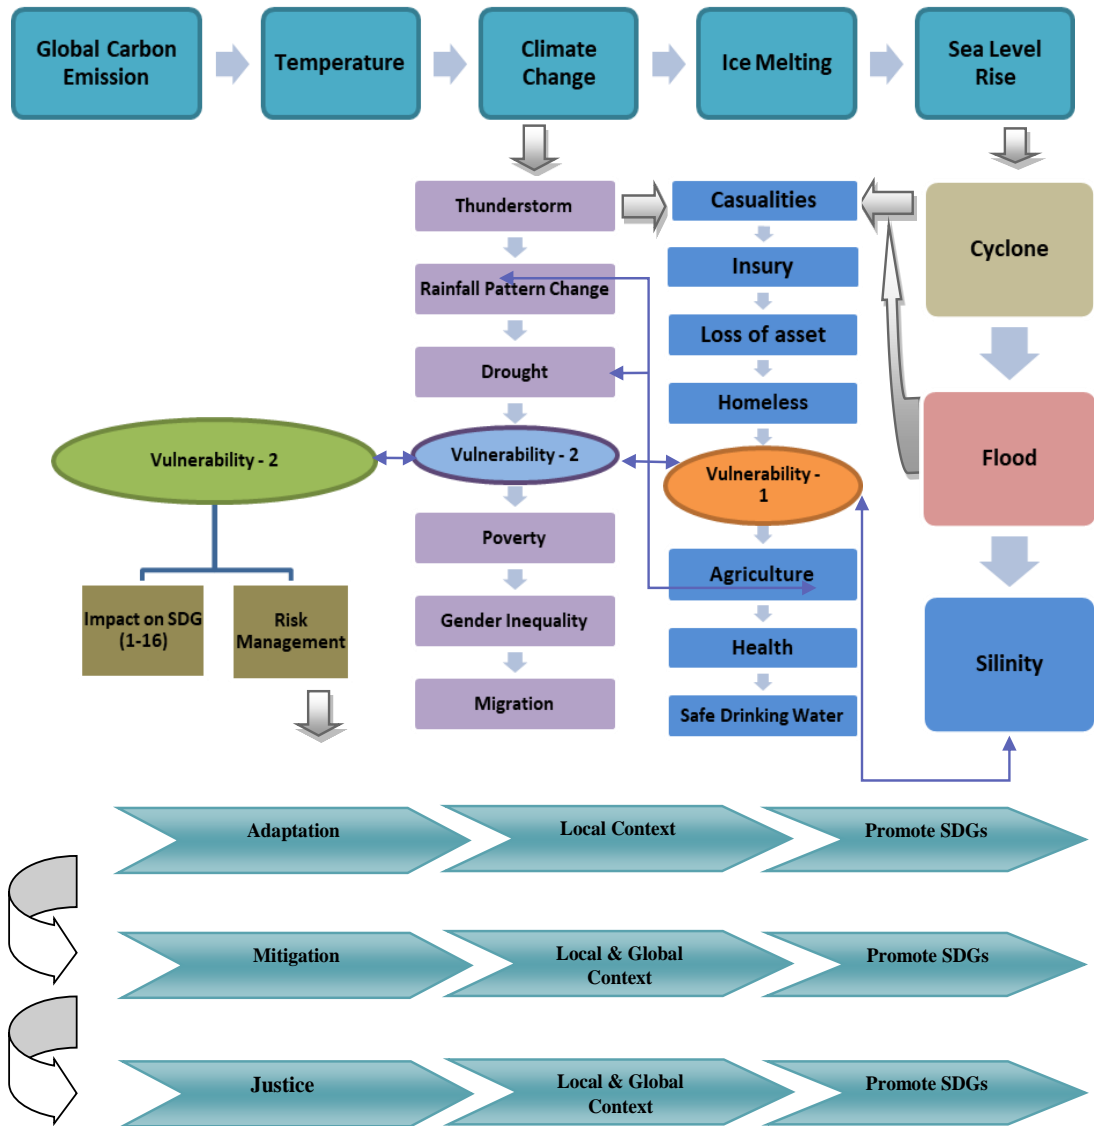 Global Carbon
Emission
Temperature
Climate
Change
Ice Melting
Sea Level
Rise
Thunderstorm
Rainfall Pattern Change
Drought
Vulnerability - 2
Poverty
Gender Inequality
Migration
Casualities
Insury
Loss of asset
Homeless
Vulnerability -
1
Agriculture
Health
Safe Drinking Water
Cyclone
Flood
Silinity
Vulnerability - 2
Impact on SDG
(1-16)
Risk
Management
Adaptation
Local Context
Promote SDGs
Mitigation
Local & Global
Context
Promote SDGs
Justice
Local & Global
Context
Promote SDGs